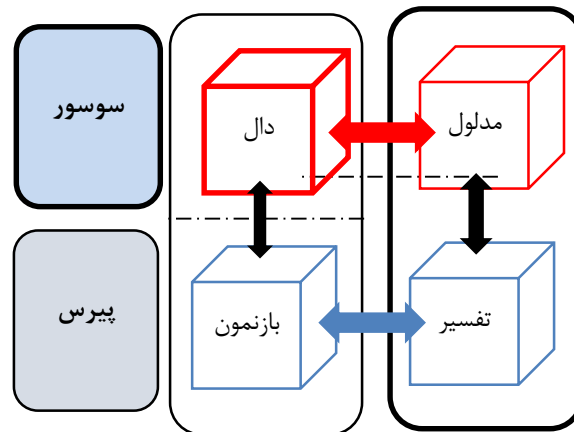 مدلول
دال
سوسور
تفسیر
بازنمون
پیرس